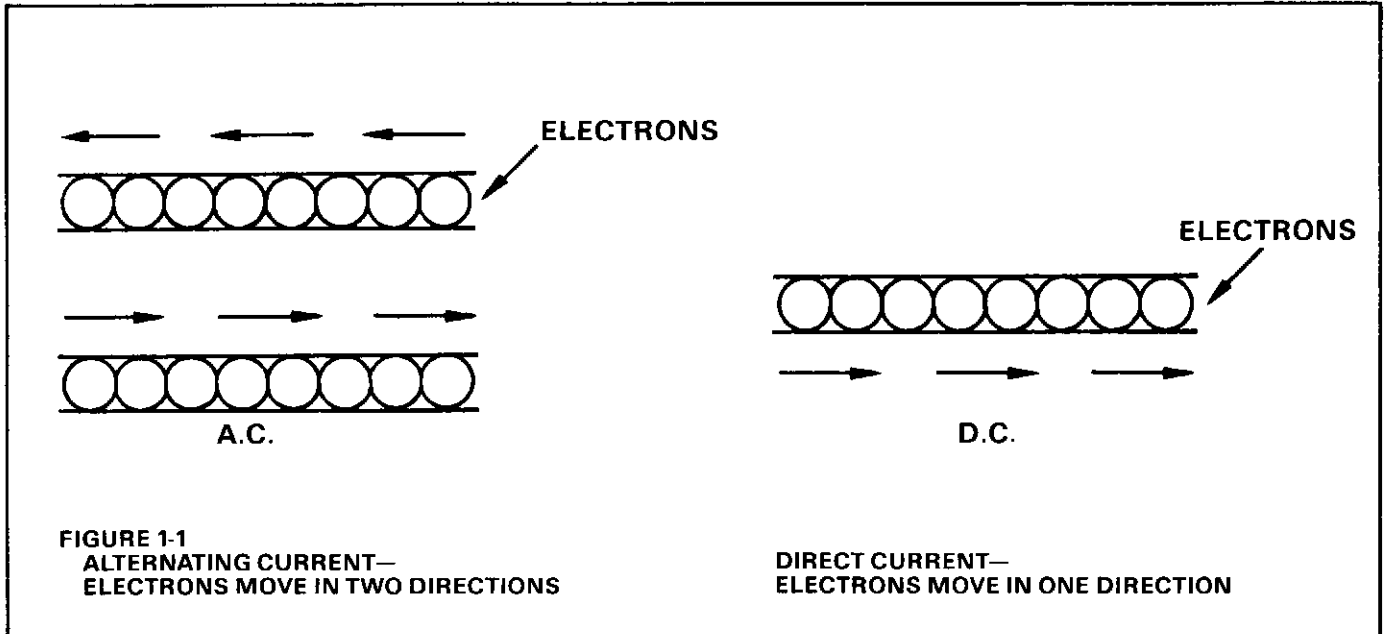 ELECTRONS
A.C.
FIGURE 1-1
ALTERNATING CURRENT—
ELECTRONS MOVE IN TWO DIRECTIONS
ELECTRONS
D.C.
DIRECT CURRENT—
ELECTRONS MOVE IN ONE DIRECTION